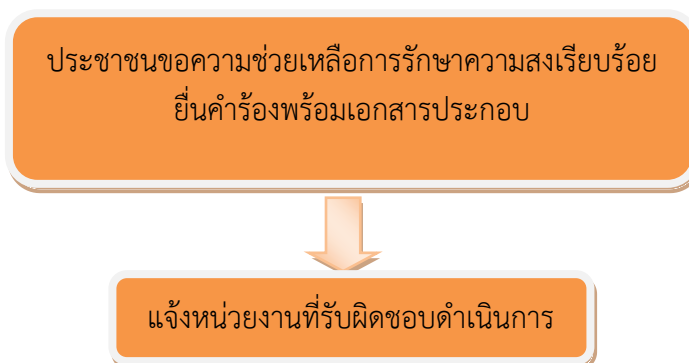 ประชาชนขอความช่วยเหลือการรักษาความสงเรียบร้อย
ยื่นคำร้องพร้อมเอกสารประกอบ
แจ้งหน่วยงานที่รับผิดชอบดำเนินการ